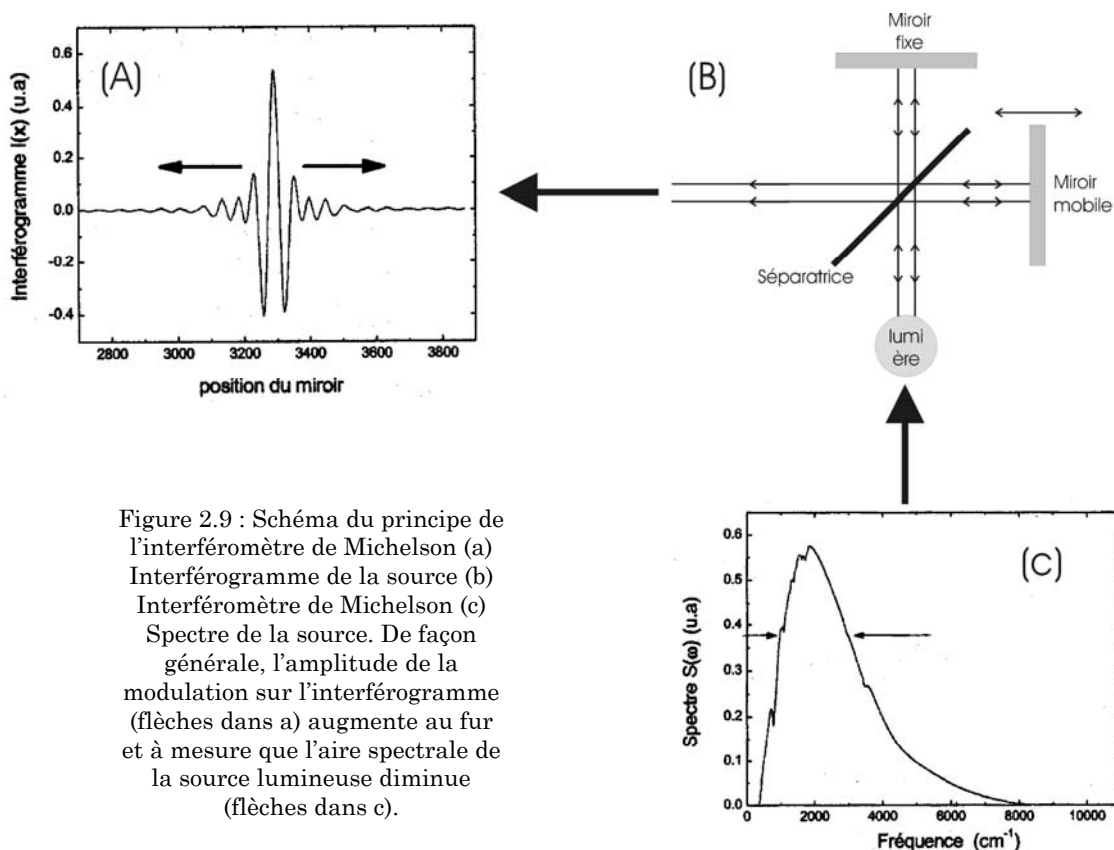 (A)
Interférogramme I(x) (u.a)
0.6
0.4
0.2
0.0
-0.2
-0.4
2800 3000 3200 3400 3600 3800
position du miroir
Miroir
fixe
(B)
Miroir
mobile
Séparatrice
lumi
ère
Figure 2.9 : Schéma du principe de
l'interféromètre de Michelson (a)
Interférogramme de la source (b)
Interféromètre de Michelson (c)
Spectre de la source. De façon
générale, l'amplitude de la
modulation sur l'interférogramme
(flèches dans a) augmente au fur
et à mesure que l'aire spectrale de
la source lumineuse diminue
(flèches dans c).
(C)
Spectre S(ω) (u.a)
0.6
0.5
0.4
0.3
0.2
0.1
0.0
0 2000 4000 6000 8000 10000
Fréquence (cm⁻¹)